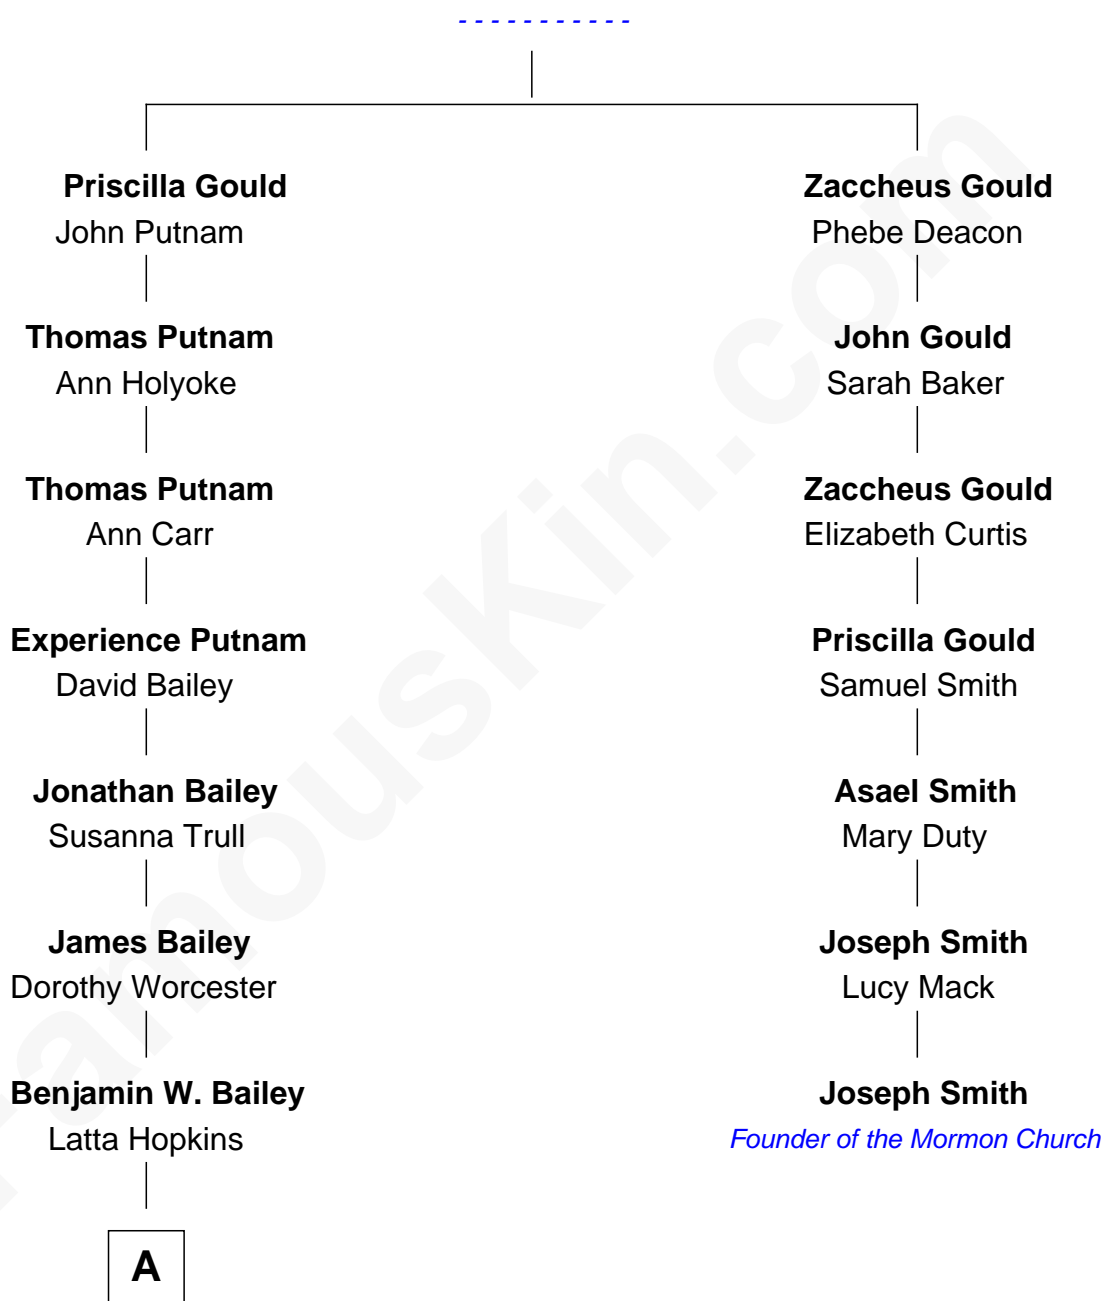 - - - - - - - - - - -
Priscilla Gould
John Putnam
Zaccheus Gould
Phebe Deacon
Thomas Putnam
Ann Holyoke
John Gould
Sarah Baker
Thomas Putnam
Ann Carr
Zaccheus Gould
Elizabeth Curtis
Experience Putnam
David Bailey
Priscilla Gould
Samuel Smith
Jonathan Bailey
Susanna Trull
Asael Smith
Mary Duty
James Bailey
Dorothy Worcester
Joseph Smith
Lucy Mack
Benjamin W. Bailey
Latta Hopkins
Joseph Smith
Founder of the Mormon Church
A
FamousKin.com